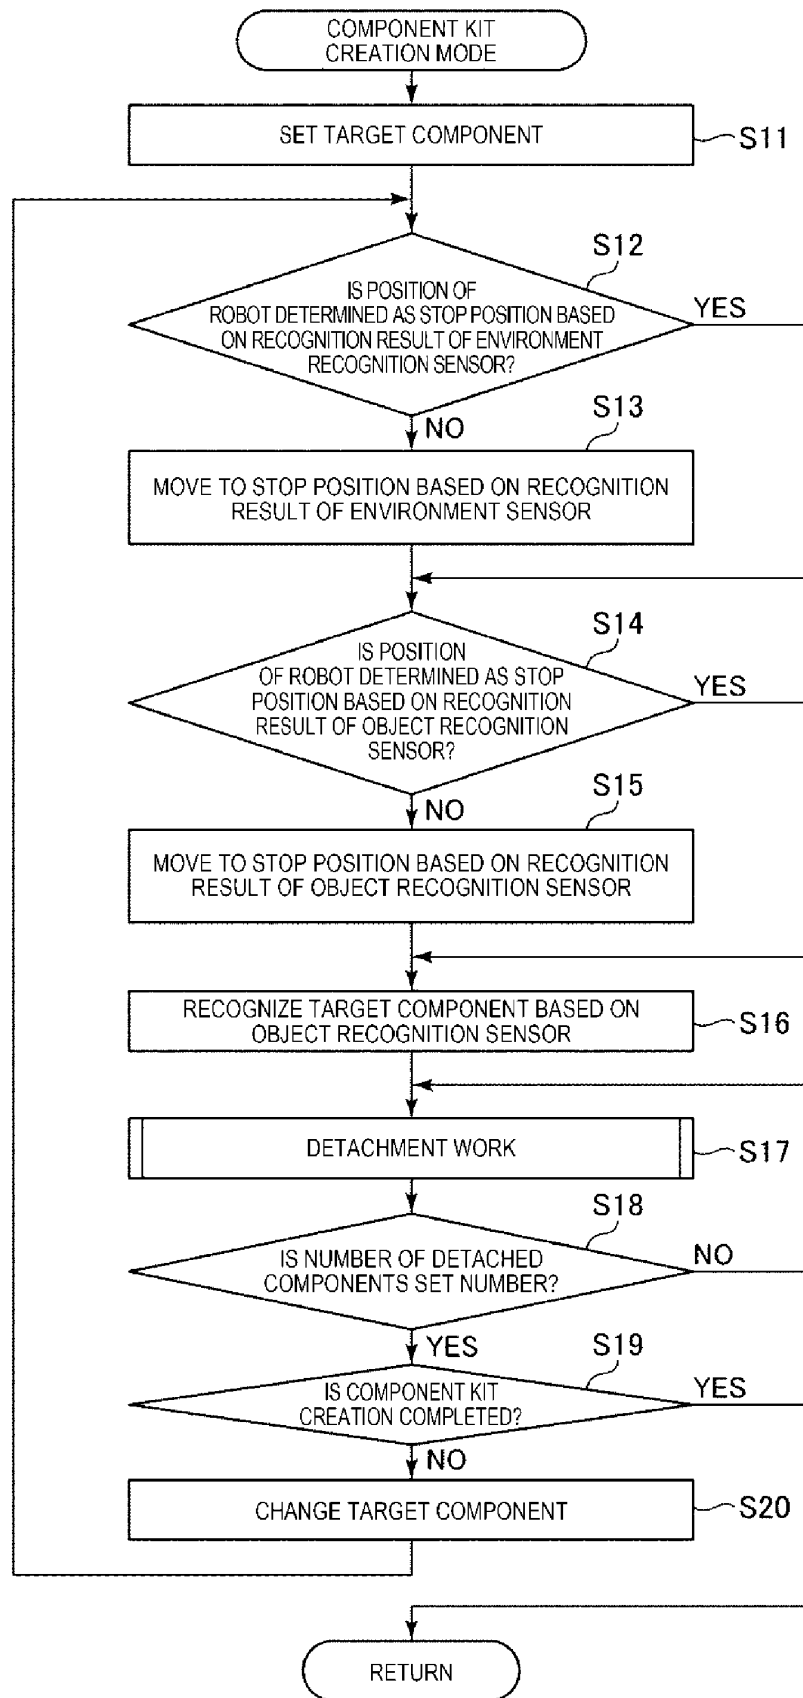 COMPONENT KIT
CREATION MODE
SET TARGET COMPONENT
S11
S12
IS POSITION OF
ROBOT DETERMINED AS STOP POSITION BASED
ON RECOGNITION RESULT OF ENVIRONMENT
RECOGNITION SENSOR?
YES
NO
S13
MOVE TO STOP POSITION BASED ON RECOGNITION
RESULT OF ENVIRONMENT SENSOR
S14
IS POSITION
OF ROBOT DETERMINED AS STOP
POSITION BASED ON RECOGNITION
RESULT OF OBJECT RECOGNITION
SENSOR?
YES
NO
S15
MOVE TO STOP POSITION BASED ON RECOGNITION
RESULT OF OBJECT RECOGNITION SENSOR
RECOGNIZE TARGET COMPONENT BASED ON
OBJECT RECOGNITION SENSOR
S16
DETACHMENT WORK
S17
S18
IS NUMBER OF DETACHED
COMPONENTS SET NUMBER?
NO
YES
S19
IS COMPONENT KIT
CREATION COMPLETED?
YES
NO
CHANGE TARGET COMPONENT
S20
RETURN